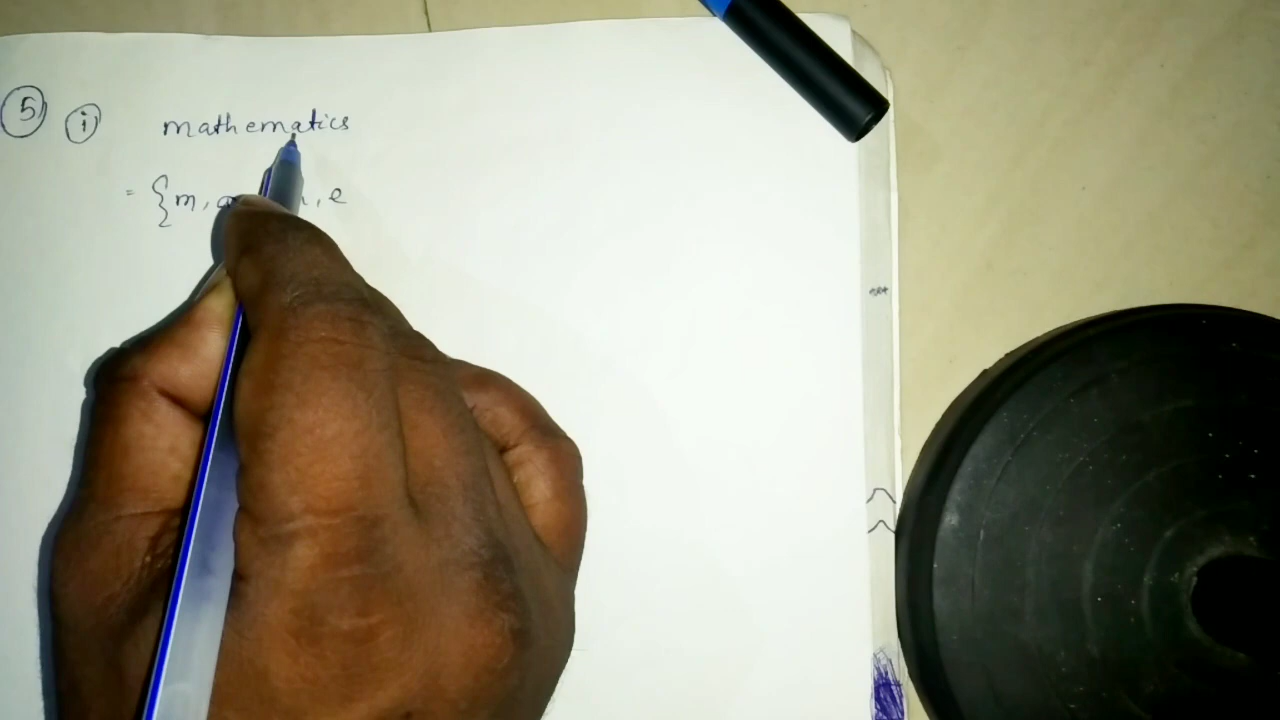 5 i mathematics
= {m, a , e